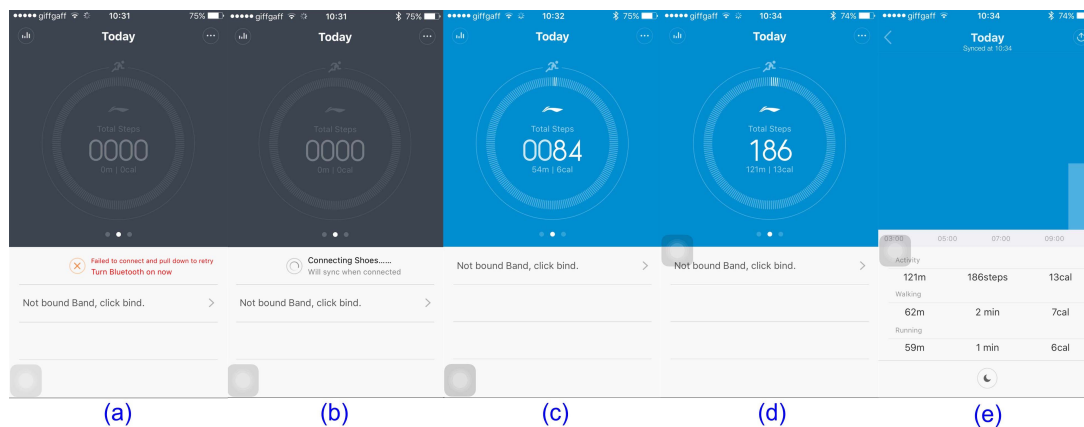 giffgaff 10:31 75%
Today
Total Steps
0000
0m | 0cal
Failed to connect and pull down to retry
Turn Bluetooth on now
Not bound Band, click bind.
(a)
giffgaff 10:31 75%
Today
Total Steps
0000
0m | 0cal
Connecting Shoes......
Will sync when connected
Not bound Band, click bind.
(b)
giffgaff 10:32 75%
Today
Total Steps
0084
54m | 6cal
Not bound Band, click bind.
(c)
giffgaff 10:34 74%
Today
Total Steps
186
121m | 13cal
Not bound Band, click bind.
(d)
giffgaff 10:34 74%
Today
Synced at 10:34
03:00 05:00 07:00 09:00
Activity
121m 186steps 13cal
Walking
62m 2 min 7cal
Running
59m 1 min 6cal
(e)